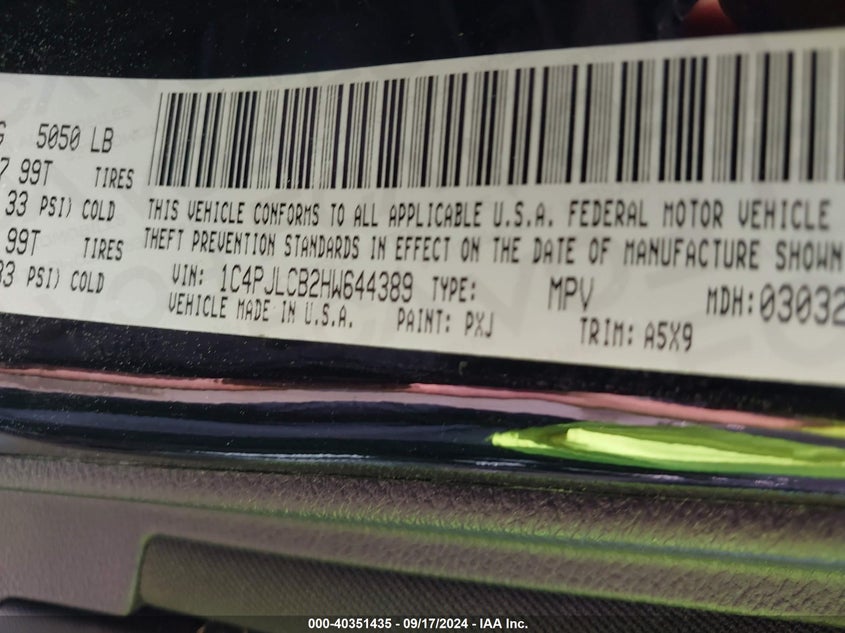 5050 LB
99T TIRES
33 PSI) COLD
99T TIRES
33 PSI) COLD
THIS VEHICLE CONFORMS TO ALL APPLICABLE U.S.A. FEDERAL MOTOR VEHICLE
THEFT PREVENTION STANDARDS IN EFFECT ON THE DATE OF MANUFACTURE SHOWN
VIN: 1C4PJLCB2HW644389 TYPE: MPV MDH: 03032
VEHICLE MADE IN U.S.A. PAINT: PXJ TRIM: A5X9
000-40351435 - 09/17/2024 - IAA Inc.